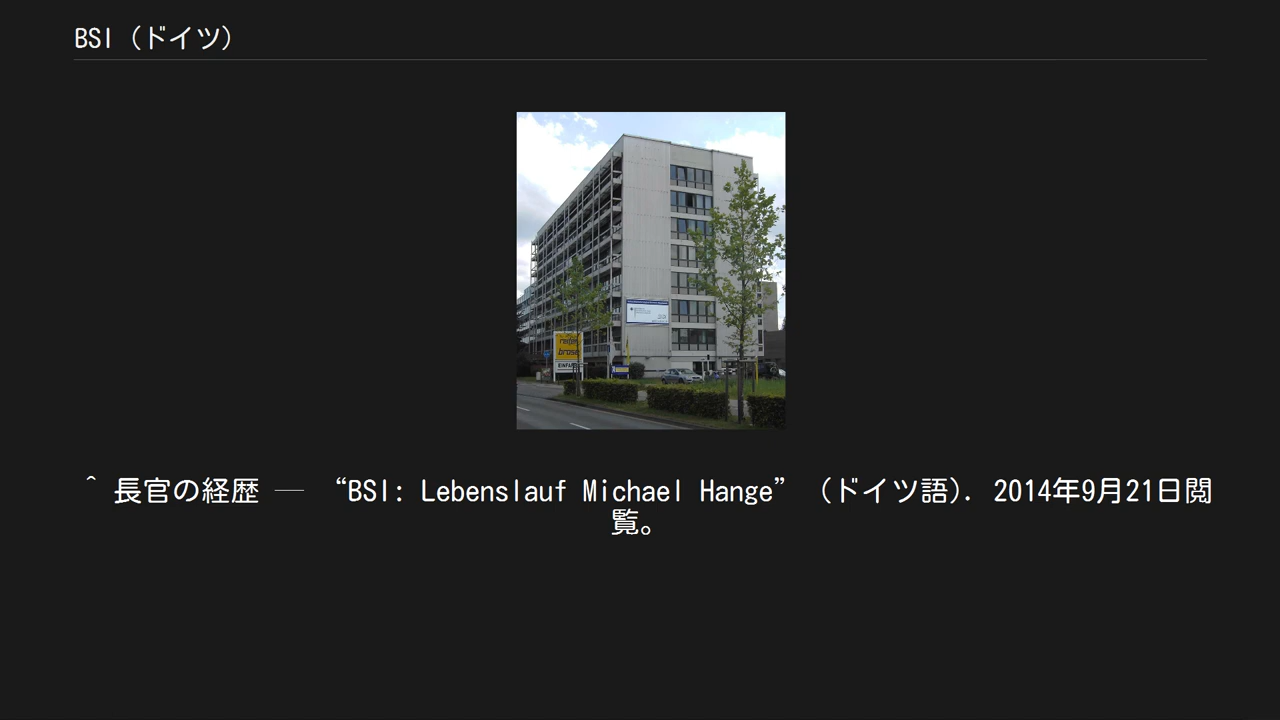 BSI（ドイツ）
^ 長官の経歴 ― “BSI: Lebenslauf Michael Hange” （ドイツ語）. 2014年9月21日閲
覧。